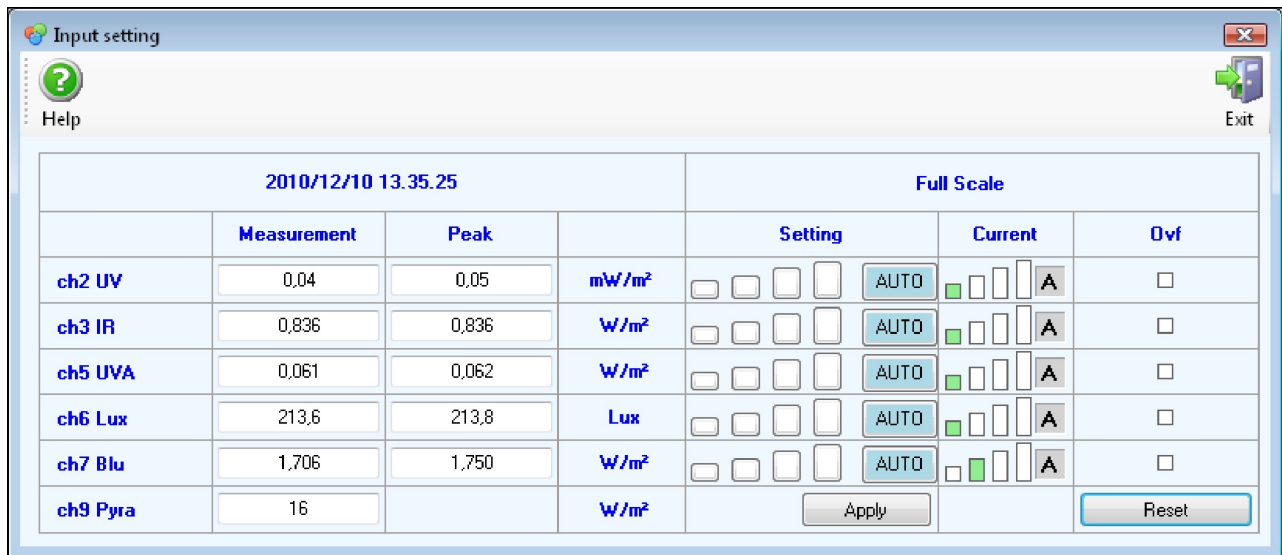 Input setting
Help
Exit
2010/12/10 13.35.25 Full Scale
Measurement Peak Setting Current Ovf
ch2 UV 0,04 0,05 mW/m² AUTO A
ch3 IR 0,836 0,836 W/m² AUTO A
ch5 UVA 0,061 0,062 W/m² AUTO A
ch6 Lux 213,6 213,8 Lux AUTO A
ch7 Blu 1,706 1,750 W/m² AUTO A
ch9 Pyra 16 W/m² Apply Reset